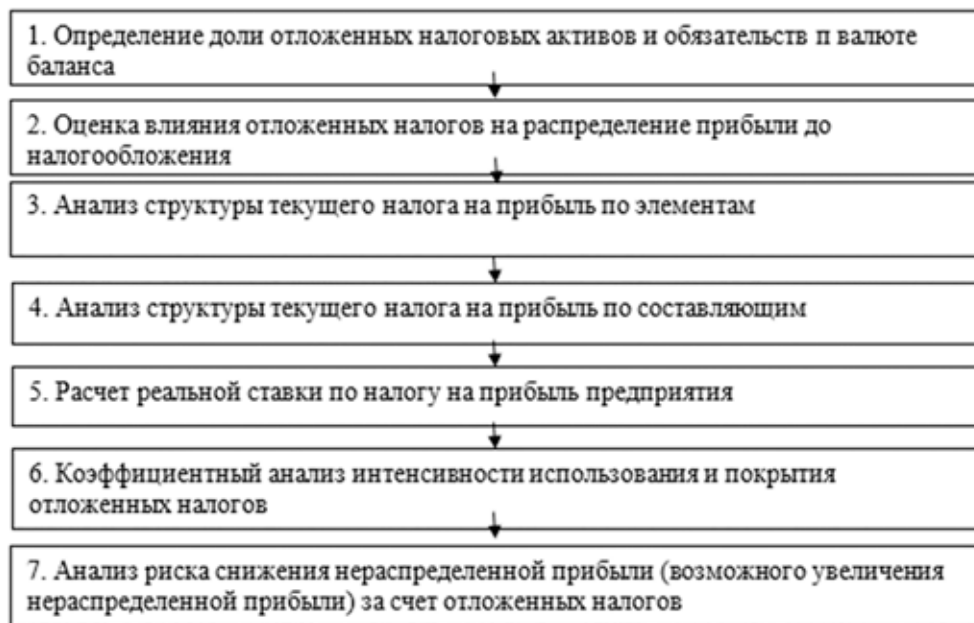 1. Определение доли отложенных налоговых активов и обязательств п валюте
баланса
2. Оценка влияния отложенных налогов на распределение прибыли до
налогообложения
3. Анализ структуры текущего налога на прибыль по элементам
4. Анализ структуры текущего налога на прибыль по составляющим
5. Расчет реальной ставки по налогу на прибыль предприятия
6. Коэффициентный анализ интенсивности использования и покрытия
отложенных налогов
7. Анализ риска снижения нераспределенной прибыли (возможного увеличения
нераспределенной прибыли) за счет отложенных налогов